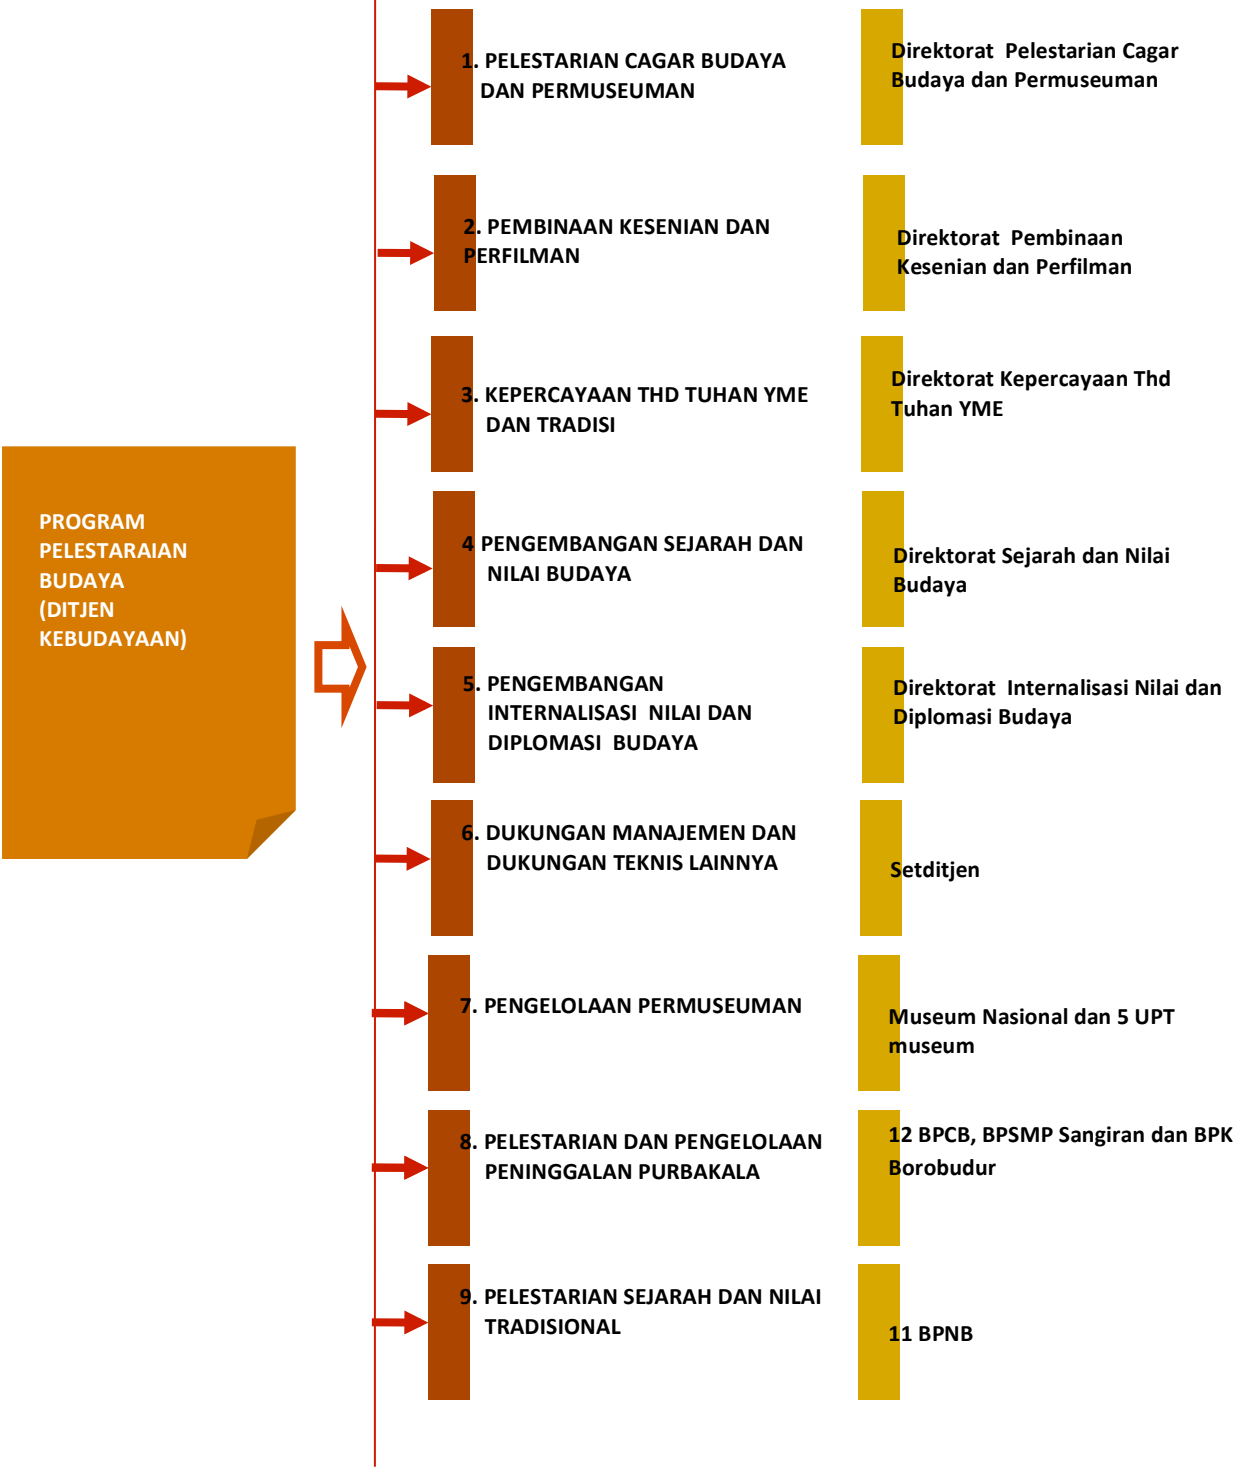 PROGRAM
PELESTARAIAN
BUDAYA
(DITJEN
KEBUDAYAAN)
1. PELESTARIAN CAGAR BUDAYA
DAN PERMUSEUMAN
Direktorat Pelestarian Cagar
Budaya dan Permuseuman
2. PEMBINAAN KESENIAN DAN
PERFILMAN
Direktorat Pembinaan
Kesenian dan Perfilman
3. KEPERCAYAAN THD TUHAN YME
DAN TRADISI
Direktorat Kepercayaan Thd
Tuhan YME
4 PENGEMBANGAN SEJARAH DAN
NILAI BUDAYA
Direktorat Sejarah dan Nilai
Budaya
5. PENGEMBANGAN
INTERNALISASI NILAI DAN
DIPLOMASI BUDAYA
Direktorat Internalisasi Nilai dan
Diplomasi Budaya
6. DUKUNGAN MANAJEMEN DAN
DUKUNGAN TEKNIS LAINNYA
Setditjen
7. PENGELOLAAN PERMUSEUMAN
Museum Nasional dan 5 UPT
museum
8. PELESTARIAN DAN PENGELOLAAN
PENINGGALAN PURBAKALA
12 BPCB, BPSMP Sangiran dan BPK
Borobudur
9. PELESTARIAN SEJARAH DAN NILAI
TRADISIONAL
11 BPNB